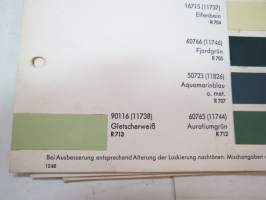 16715 (11737)
Elfenbein
R 704
60766 (11746)
Fjordgrün
R 705
50723 (11826)
Aquamarinblau
o. met.
R 707
90116 (11738)
Gletscherweiß
R 713
60765 (11744)
Auratiumgrün
R 712
Bei Ausbesserung entsprechend Alterung der Lackierung nachtönen. Mischangaben
1248